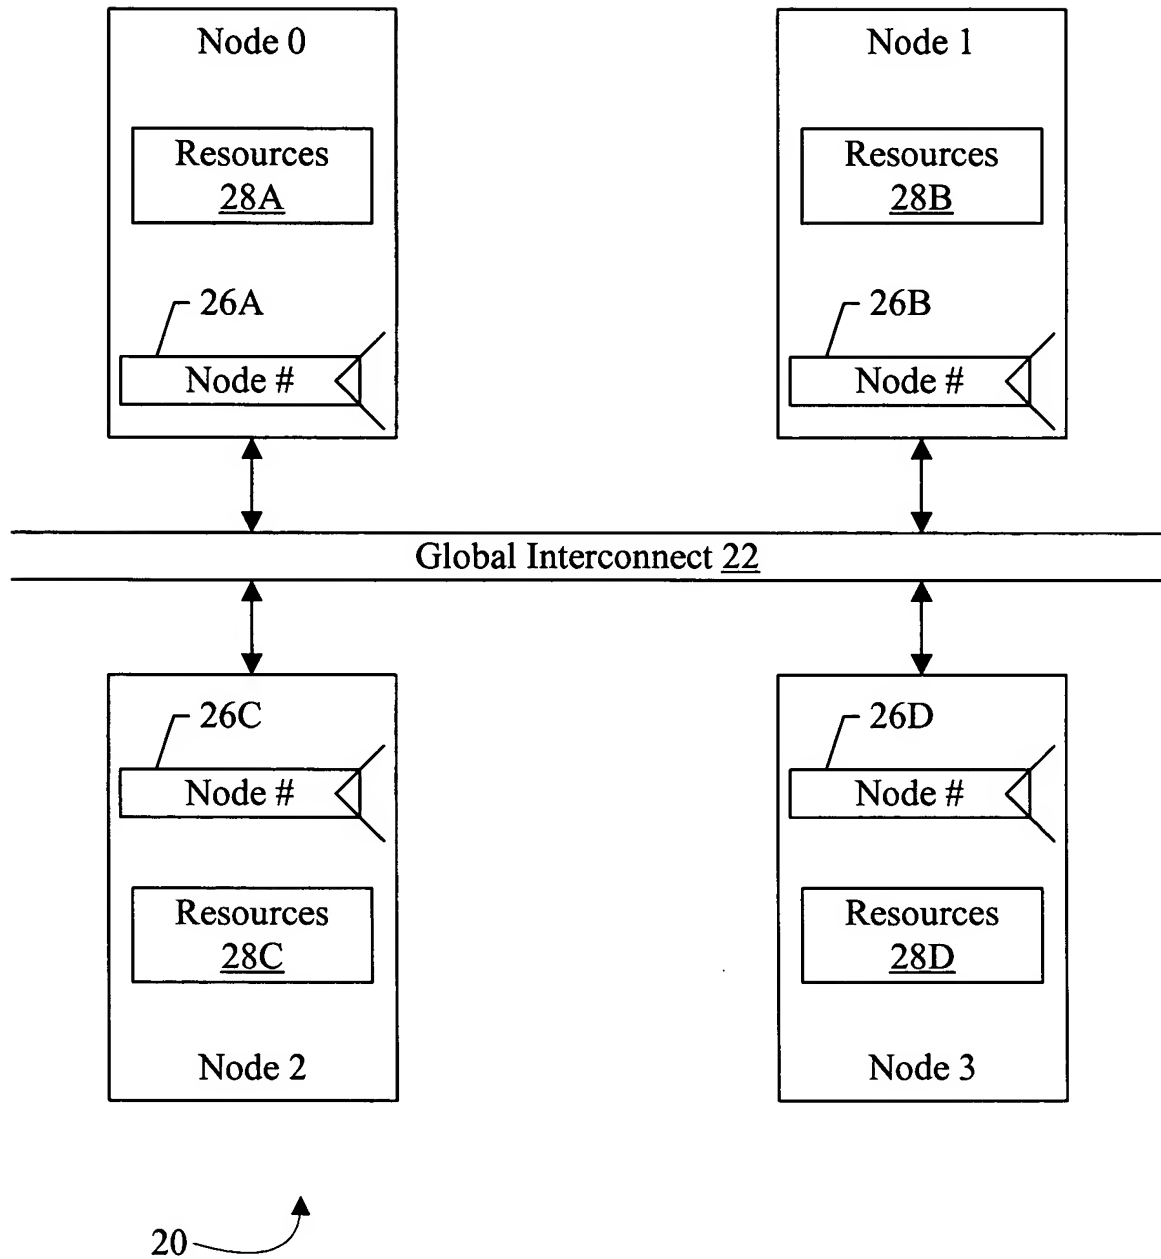 Node 0
Resources
28A
26A
Node #
Node 1
Resources
28B
26B
Node #
Global Interconnect 22
26C
Node #
Resources
28C
Node 2
26D
Node #
Resources
28D
Node 3
20